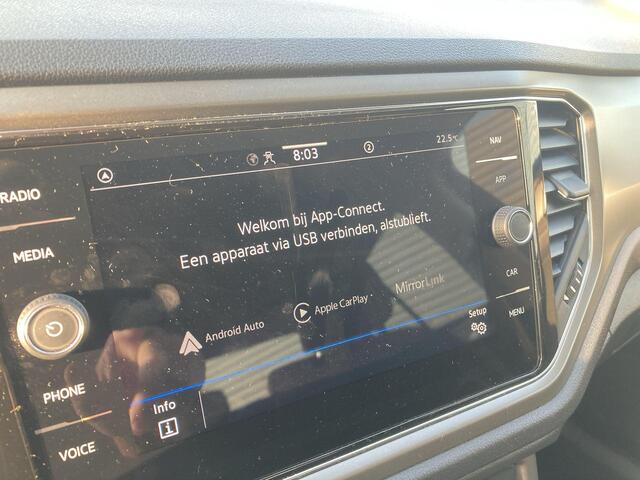 8:03
2
22.5°C
NAV
RADIO
APP
Welkom bij App-Connect.
Een apparaat via USB verbinden, alstublieft.
MEDIA
CAR
MirrorLink
Apple CarPlay
Android Auto
Setup
MENU
PHONE
Info
i
VOICE